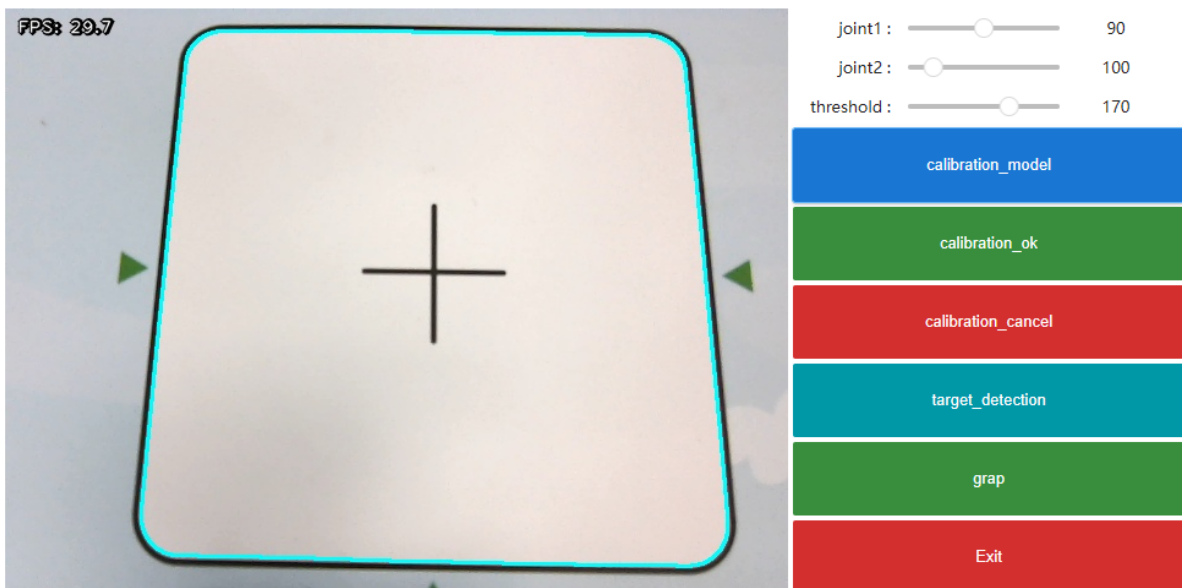 FPS: 29.7
joint1 : 90
joint2 : 100
threshold : 170
calibration_model
calibration_ok
calibration_cancel
target_detection
grap
Exit